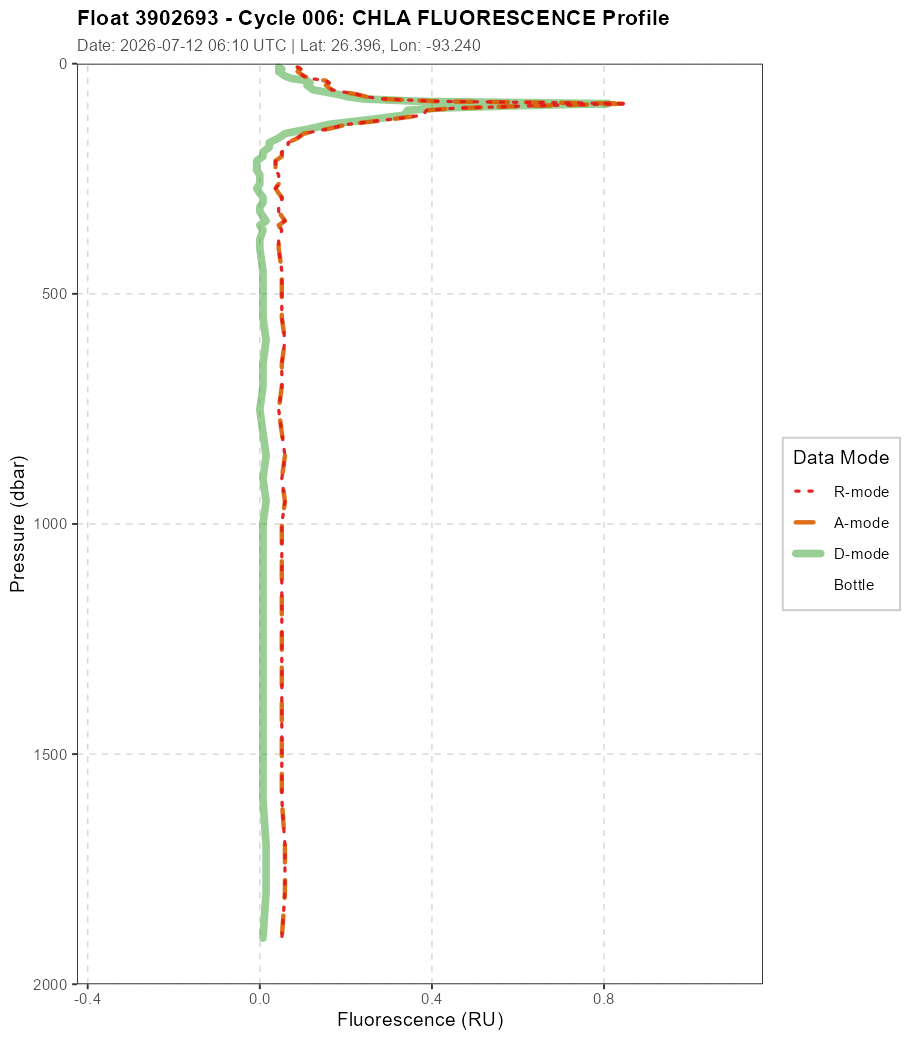 Float 3902693 - Cycle 006: CHLA FLUORESCENCE Profile
Date: 2026-07-12 06:10 UTC | Lat: 26.396, Lon: -93.240
0
500
1000
1500
2000
Pressure (dbar)
-0.4
0.0
0.4
0.8
Fluorescence (RU)
Data Mode
R-mode
A-mode
D-mode
Bottle